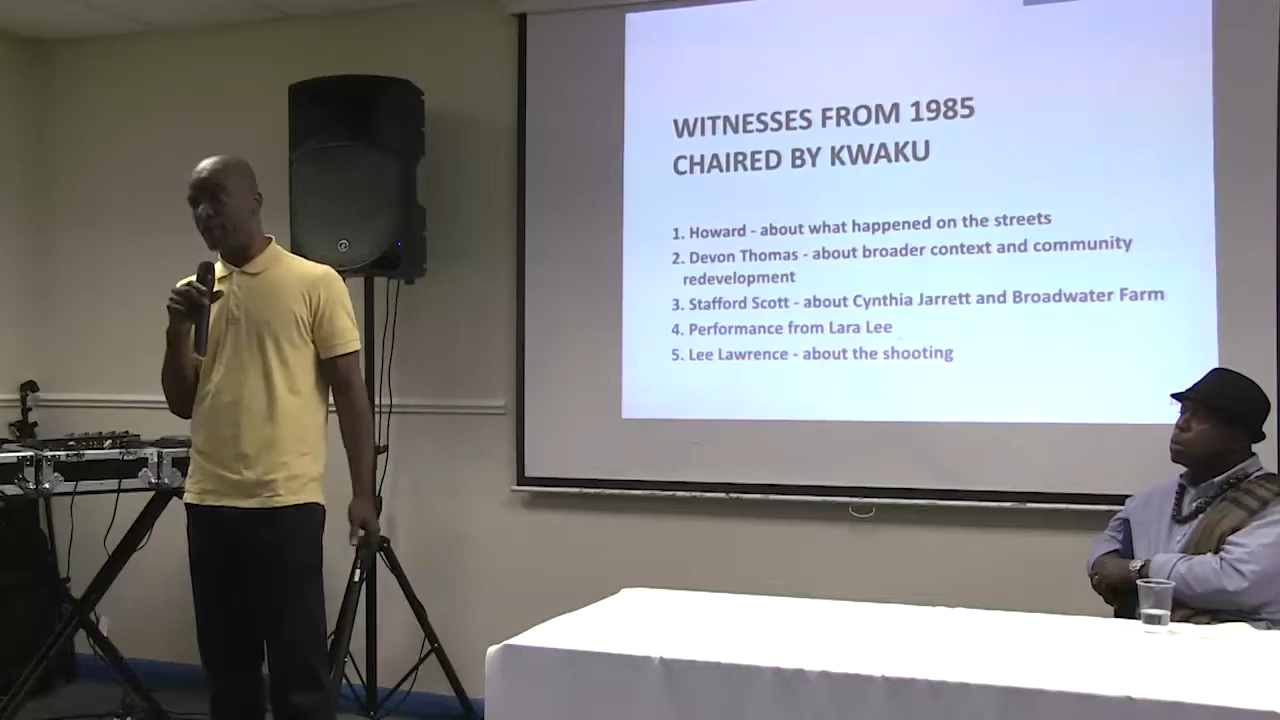 WITNESSES FROM 1985
CHAIRED BY KWAKU
1. Howard - about what happened on the streets
2. Devon Thomas - about broader context and community
redevelopment
3. Stafford Scott - about Cynthia Jarrett and Broadwater Farm
4. Performance from Lara Lee
5. Lee Lawrence - about the shooting